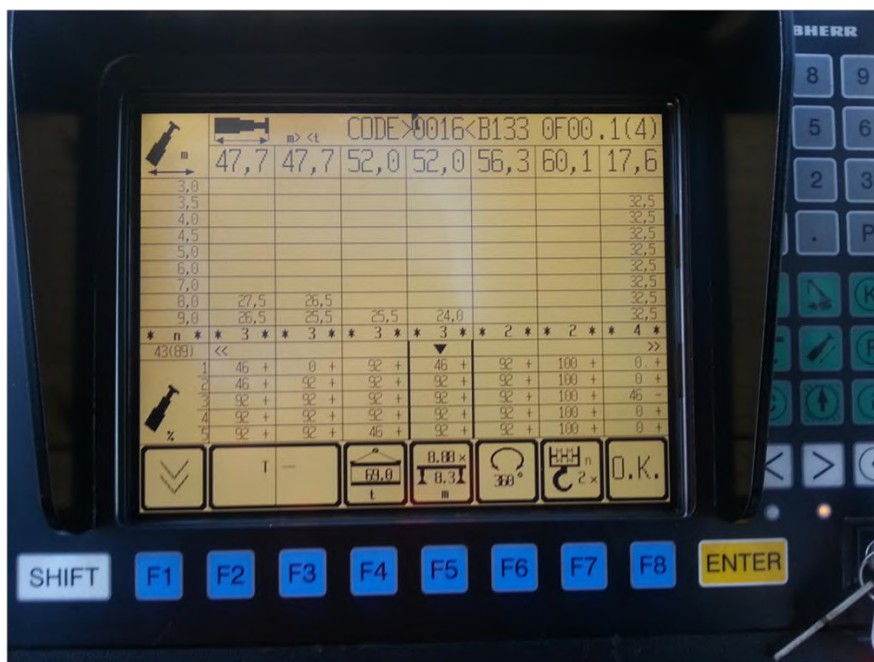 BHERR
m> <t CODE >0016< B133 0F00.1(4)
m 47,7 47,7 52,0 52,0 56,3 60,1 17,6
3,0
3,5 32,5
4,0 32,5
4,5 32,5
5,0 32,5
6,0 32,5
7,0 32,5
8,0 27,5 26,5 32,5
9,0 26,5 25,5 25,5 24,0 32,5
* n * * 3 * * 3 * * 3 * * 3 * * 2 * * 2 * * 4 *
43(89) << >>
1 46 + 0 + 92 + 46 + 92 + 100 + 0. +
2 46 + 92 + 92 + 92 + 92 + 100 + 0 +
3 92 + 92 + 92 + 92 + 92 + 100 + 46 -
4 92 + 92 + 92 + 92 + 92 + 100 + 0 +
5 92 + 92 + 46 + 92 + 92 + 100 + 0 +
%
T —
69.0
t
8.88 ×
8.3
m
360°
n
2 ×
O.K.
8 9
5 6
2 3
. P
K
< >
SHIFT F1 F2 F3 F4 F5 F6 F7 F8 ENTER